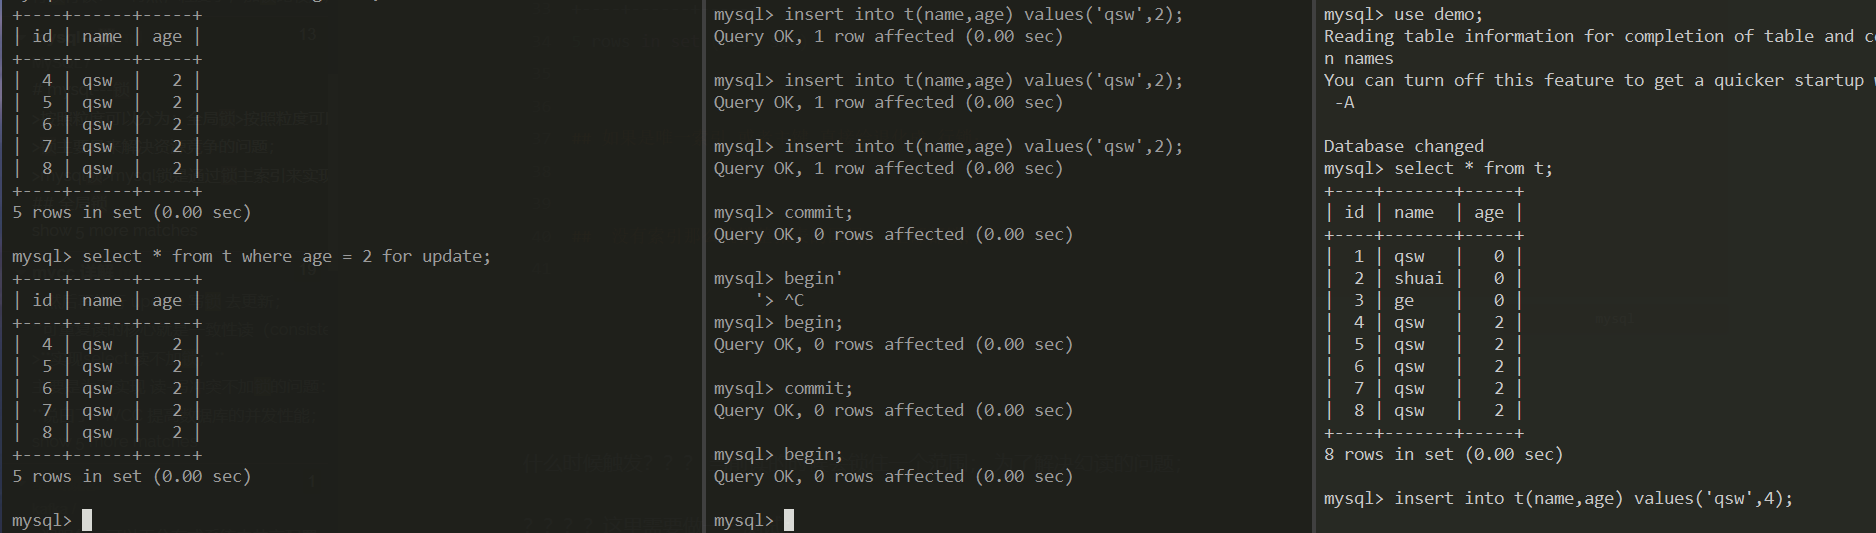 +----+------+-----+
| id | name | age |
+----+------+-----+
| 4 | qsw | 2 |
| 5 | qsw | 2 |
| 6 | qsw | 2 |
| 7 | qsw | 2 |
| 8 | qsw | 2 |
+----+------+-----+
5 rows in set (0.00 sec)
mysql> select * from t where age = 2 for update;
+----+------+-----+
| id | name | age |
+----+------+-----+
| 4 | qsw | 2 |
| 5 | qsw | 2 |
| 6 | qsw | 2 |
| 7 | qsw | 2 |
| 8 | qsw | 2 |
+----+------+-----+
5 rows in set (0.00 sec)
mysql>
mysql> insert into t(name,age) values('qsw',2);
Query OK, 1 row affected (0.00 sec)
mysql> insert into t(name,age) values('qsw',2);
Query OK, 1 row affected (0.00 sec)
mysql> insert into t(name,age) values('qsw',2);
Query OK, 1 row affected (0.00 sec)
mysql> commit;
Query OK, 0 rows affected (0.00 sec)
mysql> begin'
'> ^C
mysql> begin;
Query OK, 0 rows affected (0.00 sec)
mysql> commit;
Query OK, 0 rows affected (0.00 sec)
mysql> begin;
Query OK, 0 rows affected (0.00 sec)
mysql>
mysql> use demo;
Reading table information for completion of table and
n names
You can turn off this feature to get a quicker startup
-A
Database changed
mysql> select * from t;
+----+-------+-----+
| id | name | age |
+----+-------+-----+
| 1 | qsw | 0 |
| 2 | shuai | 0 |
| 3 | ge | 0 |
| 4 | qsw | 2 |
| 5 | qsw | 2 |
| 6 | qsw | 2 |
| 7 | qsw | 2 |
| 8 | qsw | 2 |
+----+-------+-----+
8 rows in set (0.00 sec)
mysql> insert into t(name,age) values('qsw',4);